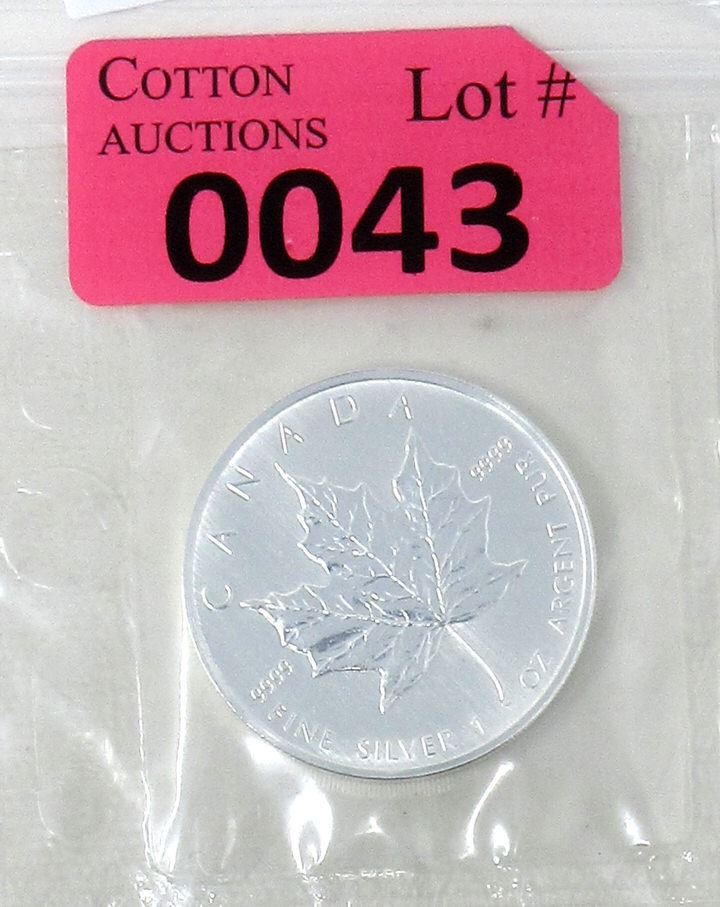 COTTON
AUCTIONS
Lot #
0043
CANADA
9999
9999
FINE SILVER 1 OZ ARGENT PUR